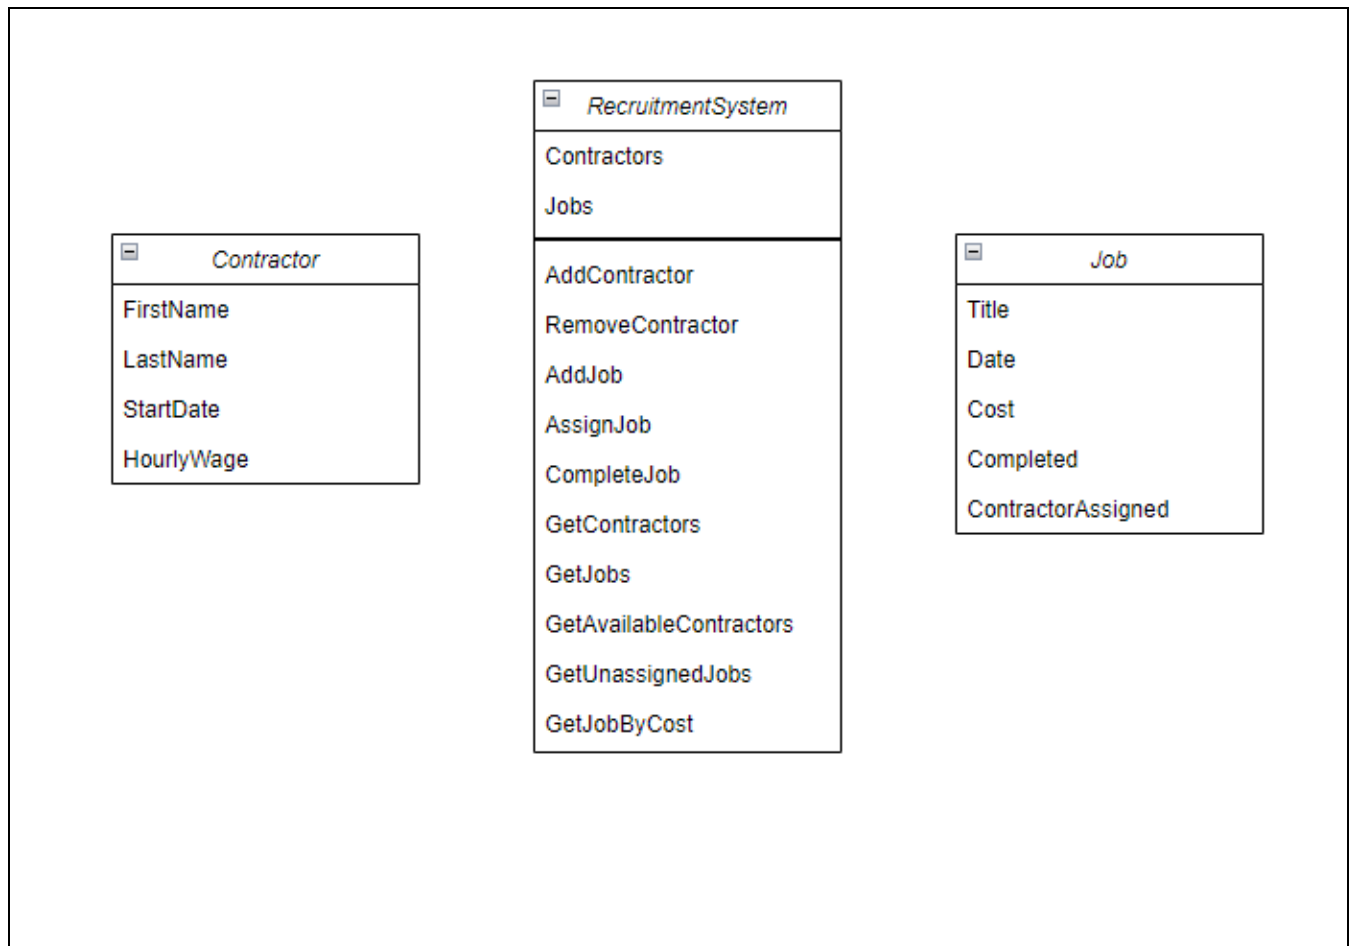 RecruitmentSystem
Contractors
Jobs
AddContractor
RemoveContractor
AddJob
AssignJob
CompleteJob
GetContractors
GetJobs
GetAvailableContractors
GetUnassignedJobs
GetJobByCost
Contractor
FirstName
LastName
StartDate
HourlyWage
Job
Title
Date
Cost
Completed
ContractorAssigned